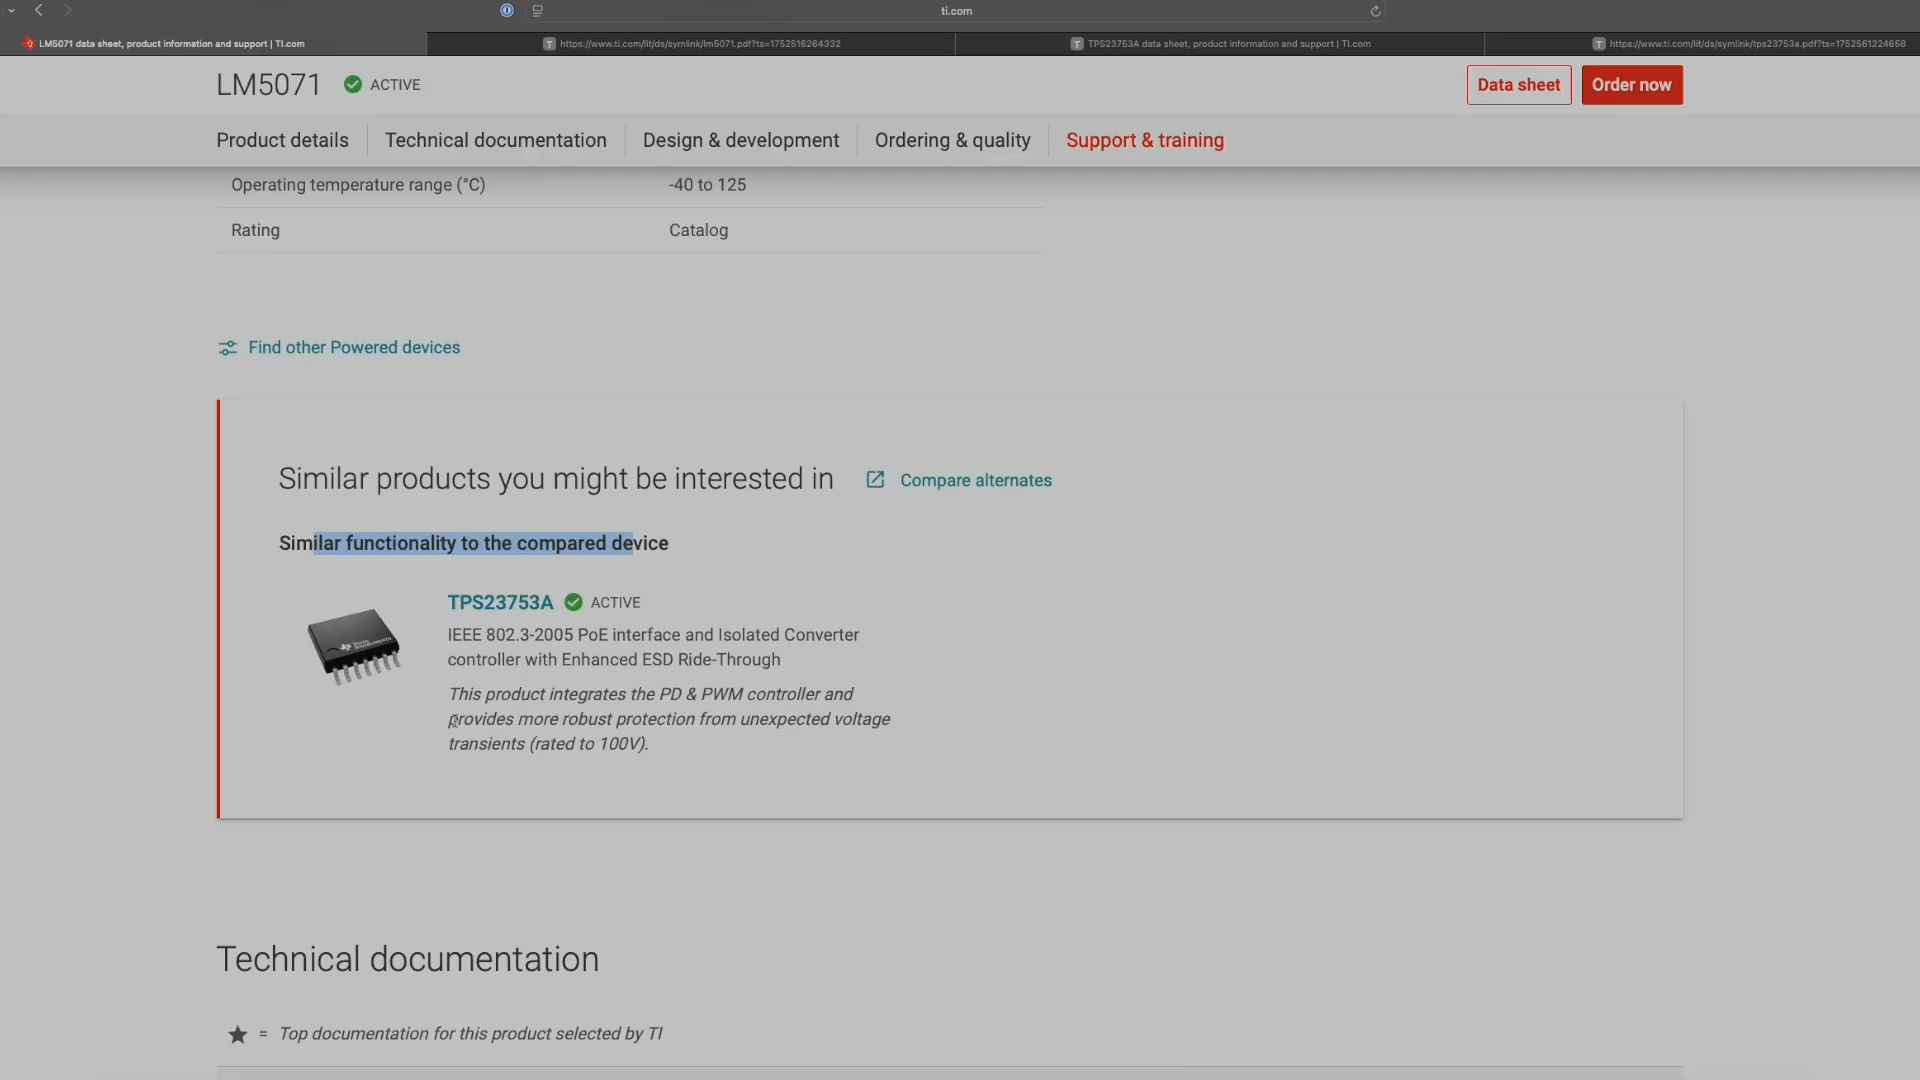 ti.com
LM5071 data sheet, product information and support | TI.com
https://www.ti.com/lit/ds/symlink/lm5071.pdf?ts=1752516264332
TPS23753A data sheet, product information and support | TI.com
https://www.ti.com/lit/ds/symlink/tps23753a.pdf?ts=1752561224658
LM5071 ACTIVE
Data sheet
Order now
Product details
Technical documentation
Design & development
Ordering & quality
Support & training
Operating temperature range (°C) -40 to 125
Rating Catalog
Find other Powered devices
Similar products you might be interested in
Compare alternates
Similar functionality to the compared device
TPS23753A ACTIVE
IEEE 802.3-2005 PoE interface and Isolated Converter
controller with Enhanced ESD Ride-Through
This product integrates the PD & PWM controller and
provides more robust protection from unexpected voltage
transients (rated to 100V).
Technical documentation
★ = Top documentation for this product selected by TI